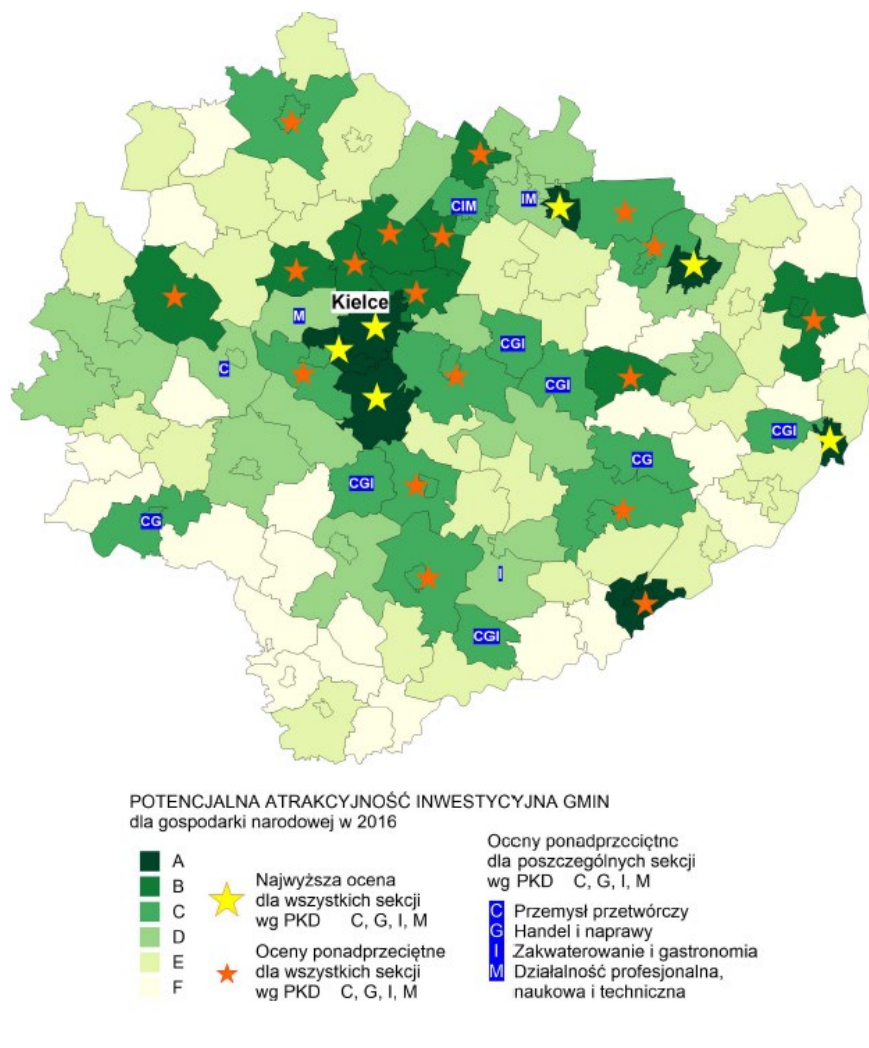 CIM
IM
Kielce
M
CGI
C
CGI
CGI
CG
CGI
CG
I
CGI
POTENCJALNA ATRAKCYJNOŚĆ INWESTYCYJNA GMIN
dla gospodarki narodowej w 2016
A
B
C
D
E
F
Najwyższa ocena
dla wszystkich sekcji
wg PKD C, G, I, M
Oceny ponadprzeciętne
dla wszystkich sekcji
wg PKD C, G, I, M
Oceny ponadprzeciętne
dla poszczególnych sekcji
wg PKD C, G, I, M
C Przemysł przetwórczy
G Handel i naprawy
I Zakwaterowanie i gastronomia
M Działalność profesjonalna,
naukowa i techniczna